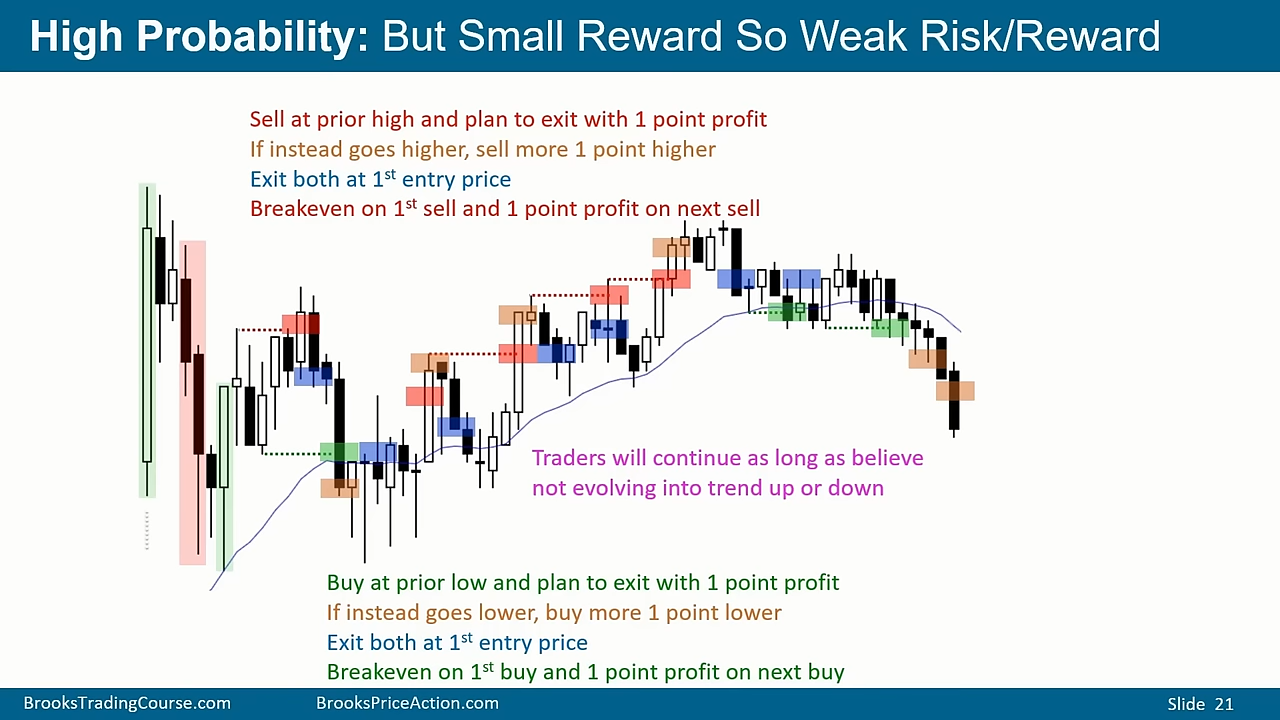 High Probability: But Small Reward So Weak Risk/Reward
Sell at prior high and plan to exit with 1 point profit
If instead goes higher, sell more 1 point higher
Exit both at 1st entry price
Breakeven on 1st sell and 1 point profit on next sell
Traders will continue as long as believe
not evolving into trend up or down
Buy at prior low and plan to exit with 1 point profit
If instead goes lower, buy more 1 point lower
Exit both at 1st entry price
Breakeven on 1st buy and 1 point profit on next buy
BrooksTradingCourse.com
BrooksPriceAction.com
Slide 21